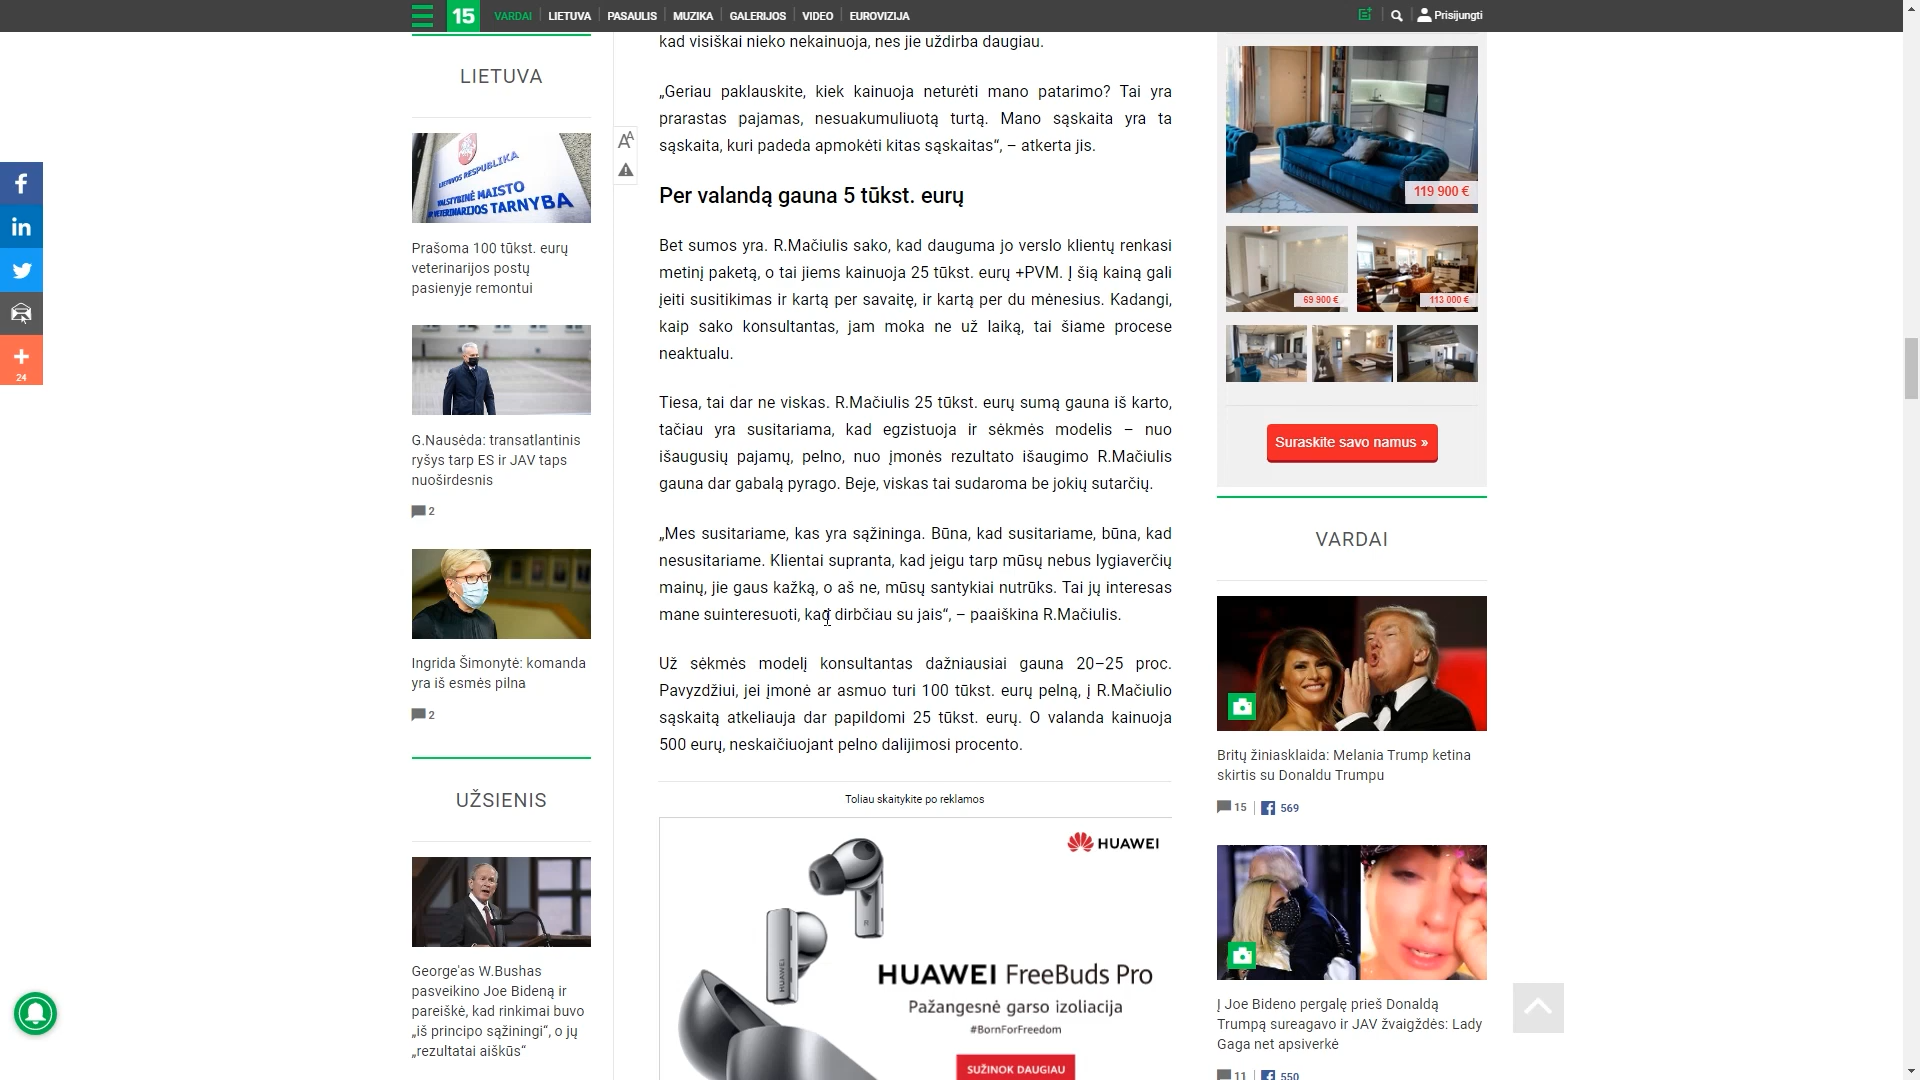 15
VARDAI
LIETUVA
PASAULIS
MUZIKA
GALERIJOS
VIDEO
EUROVIZIJA
Prisijungti
24
LIETUVA
LIETUVOS RESPUBLIKA
VALSTYBINĖ MAISTO
IR VETERINARIJOS TARNYBA
Prašoma 100 tūkst. eurų
veterinarijos postų
pasienyje remontui
G.Nausėda: transatlantinis
ryšys tarp ES ir JAV taps
nuoširdesnis
2
Ingrida Šimonytė: komanda
yra iš esmės pilna
2
UŽSIENIS
George'as W.Bushas
pasveikino Joe Bideną ir
pareiškė, kad rinkimai buvo
„iš principo sąžiningi“, o jų
„rezultatai aiškūs“
kad visiškai nieko nekainuoja, nes jie uždirba daugiau.
„Geriau paklauskite, kiek kainuoja neturėti mano patarimo? Tai yra
prarastas pajamas, nesuakumuliuotą turtą. Mano sąskaita yra ta
sąskaita, kuri padeda apmokėti kitas sąskaitas“, – atkerta jis.
Per valandą gauna 5 tūkst. eurų
Bet sumos yra. R.Mačiulis sako, kad dauguma jo verslo klientų renkasi
metinį paketą, o tai jiems kainuoja 25 tūkst. eurų +PVM. Į šią kainą gali
įeiti susitikimas ir kartą per savaitę, ir kartą per du mėnesius. Kadangi,
kaip sako konsultantas, jam moka ne už laiką, tai šiame procese
neaktualu.
Tiesa, tai dar ne viskas. R.Mačiulis 25 tūkst. eurų sumą gauna iš karto,
tačiau yra susitariama, kad egzistuoja ir sėkmės modelis – nuo
išaugusių pajamų, pelno, nuo įmonės rezultato išaugimo R.Mačiulis
gauna dar gabalą pyrago. Beje, viskas tai sudaroma be jokių sutarčių.
„Mes susitariame, kas yra sąžininga. Būna, kad susitariame, būna, kad
nesusitariame. Klientai supranta, kad jeigu tarp mūsų nebus lygiaverčių
mainų, jie gaus kažką, o aš ne, mūsų santykiai nutrūks. Tai jų interesas
mane suinteresuoti, kad dirbčiau su jais“, – paaiškina R.Mačiulis.
Už sėkmės modelį konsultantas dažniausiai gauna 20–25 proc.
Pavyzdžiui, jei įmonė ar asmuo turi 100 tūkst. eurų pelną, į R.Mačiulio
sąskaitą atkeliauja dar papildomi 25 tūkst. eurų. O valanda kainuoja
500 eurų, neskaičiuojant pelno dalijimosi procento.
Toliau skaitykite po reklamos
HUAWEI
HUAWEI
HUAWEI FreeBuds Pro
Pažangesnė garso izoliacija
#BornForFreedom
SUŽINOK DAUGIAU
119 900 €
69 900 €
113 000 €
Suraskite savo namus »
VARDAI
Britų žiniasklaida: Melania Trump ketina
skirtis su Donaldu Trumpu
15
569
Į Joe Bideno pergalę prieš Donaldą
Trumpą sureagavo ir JAV žvaigždės: Lady
Gaga net apsiverkė
11
550